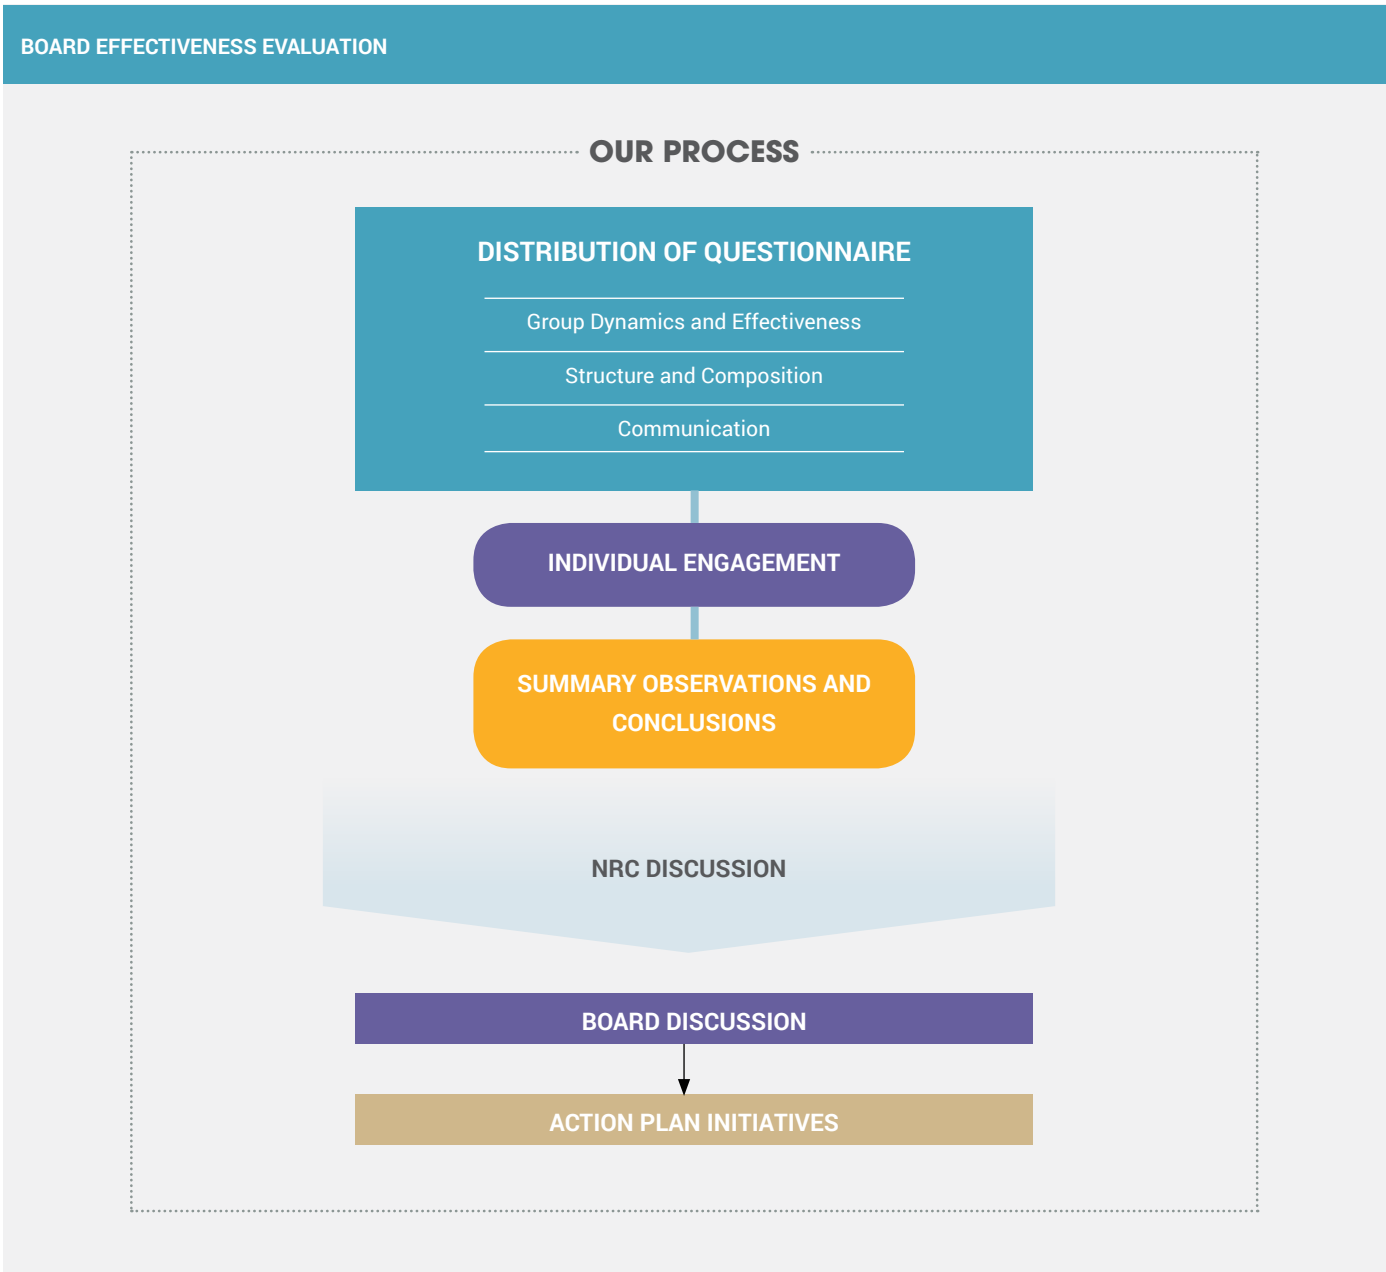 BOARD EFFECTIVENESS EVALUATION
OUR PROCESS
DISTRIBUTION OF QUESTIONNAIRE
Group Dynamics and Effectiveness
Structure and Composition
Communication
INDIVIDUAL ENGAGEMENT
SUMMARY OBSERVATIONS AND
CONCLUSIONS
NRC DISCUSSION
BOARD DISCUSSION
ACTION PLAN INITIATIVES